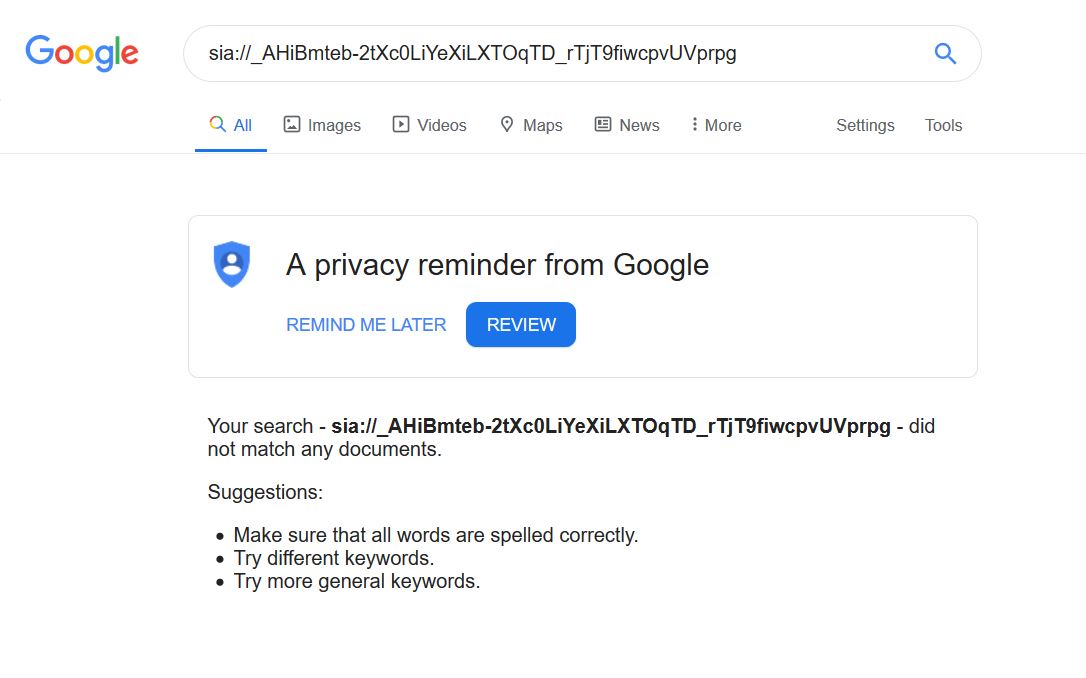 Google
sia://_AHiBmteb-2tXc0LiYeXiLXTOqTD_rTjT9fiwcpvUVprpg
All Images Videos Maps News More Settings Tools
A privacy reminder from Google
REMIND ME LATER REVIEW
Your search - sia://_AHiBmteb-2tXc0LiYeXiLXTOqTD_rTjT9fiwcpvUVprpg - did
not match any documents.
Suggestions:
Make sure that all words are spelled correctly.
Try different keywords.
Try more general keywords.